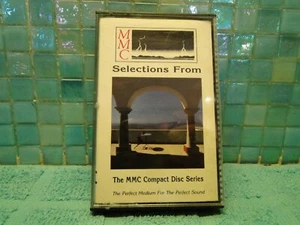 MMC
Selections From
The MMC Compact Disc Series
The Perfect Medium For The Perfect Sound